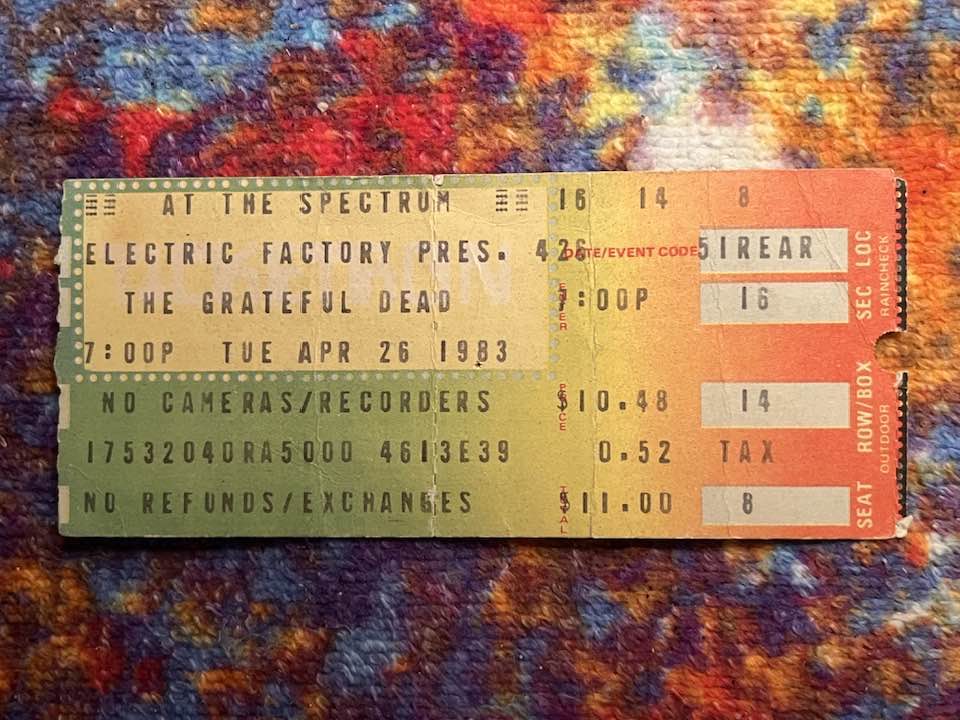 AT THE SPECTRUM 16 14 8
ELECTRIC FACTORY PRES. 426 DATE/EVENT CODE 51REAR
THE GRATEFUL DEAD ENTER 7:00P 16
7:00P TUE APR 26 1983
NO CAMERAS/RECORDERS PRICE $10.48 14
17532040RA5000 4613E39 0.52 TAX
NO REFUNDS/EXCHANGES TOTAL $11.00 8
SEAT ROW/BOX SEC LOC
OUTDOOR RAINCHECK